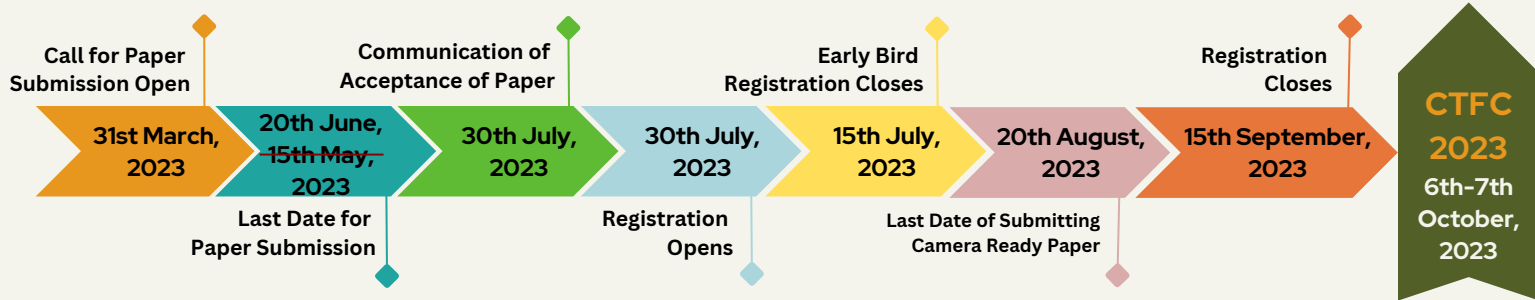 Call for Paper
Submission Open
31st March,
2023
20th June,
15th May,
2023
Last Date for
Paper Submission
Communication of
Acceptance of Paper
30th July,
2023
30th July,
2023
Registration
Opens
Early Bird
Registration Closes
15th July,
2023
20th August,
2023
Last Date of Submitting
Camera Ready Paper
Registration
Closes
15th September,
2023
CTFC
2023
6th-7th
October,
2023